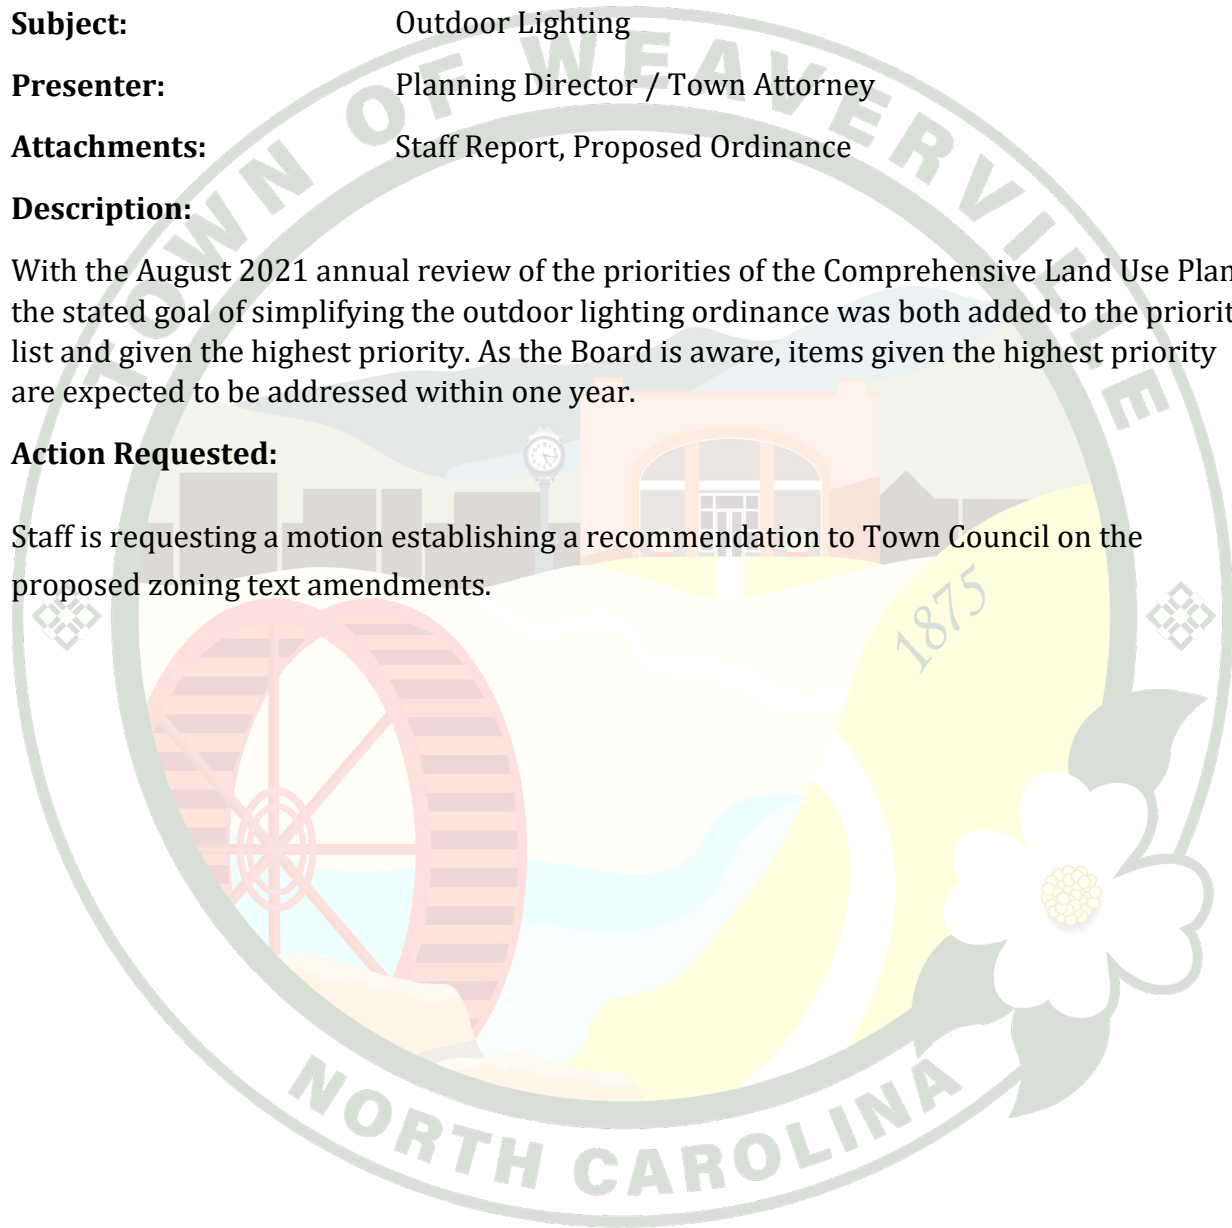 Subject: Outdoor Lighting
Presenter: Planning Director / Town Attorney
Attachments: Staff Report, Proposed Ordinance
Description:
With the August 2021 annual review of the priorities of the Comprehensive Land Use Plan
the stated goal of simplifying the outdoor lighting ordinance was both added to the priorit
list and given the highest priority. As the Board is aware, items given the highest priority
are expected to be addressed within one year.
Action Requested:
Staff is requesting a motion establishing a recommendation to Town Council on the
proposed zoning text amendments.
TOWN OF WEAVERVILLE
1875
NORTH CAROLINA